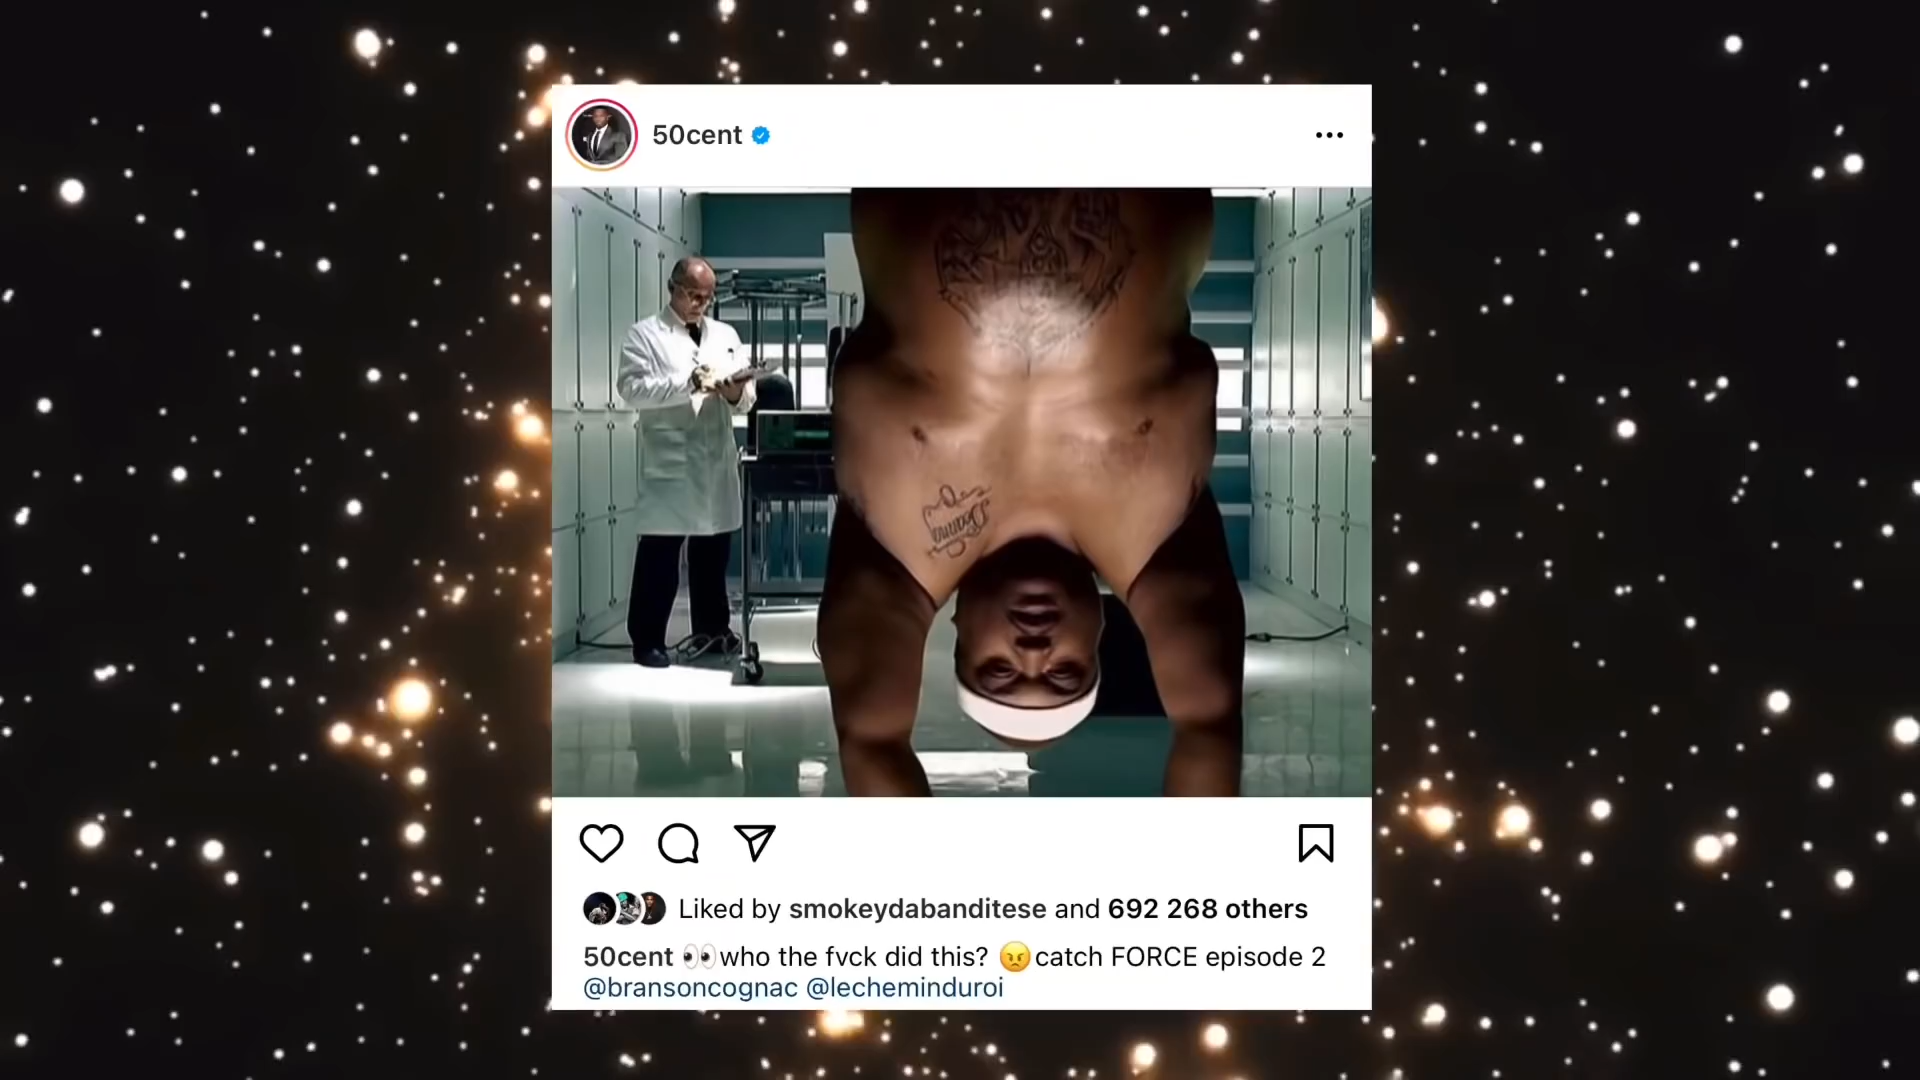 50cent
Liked by smokeydabanditese and 692 268 others
50cent 👀who the fvck did this? 😠catch FORCE episode 2
@bransoncognac @lecheminduroi